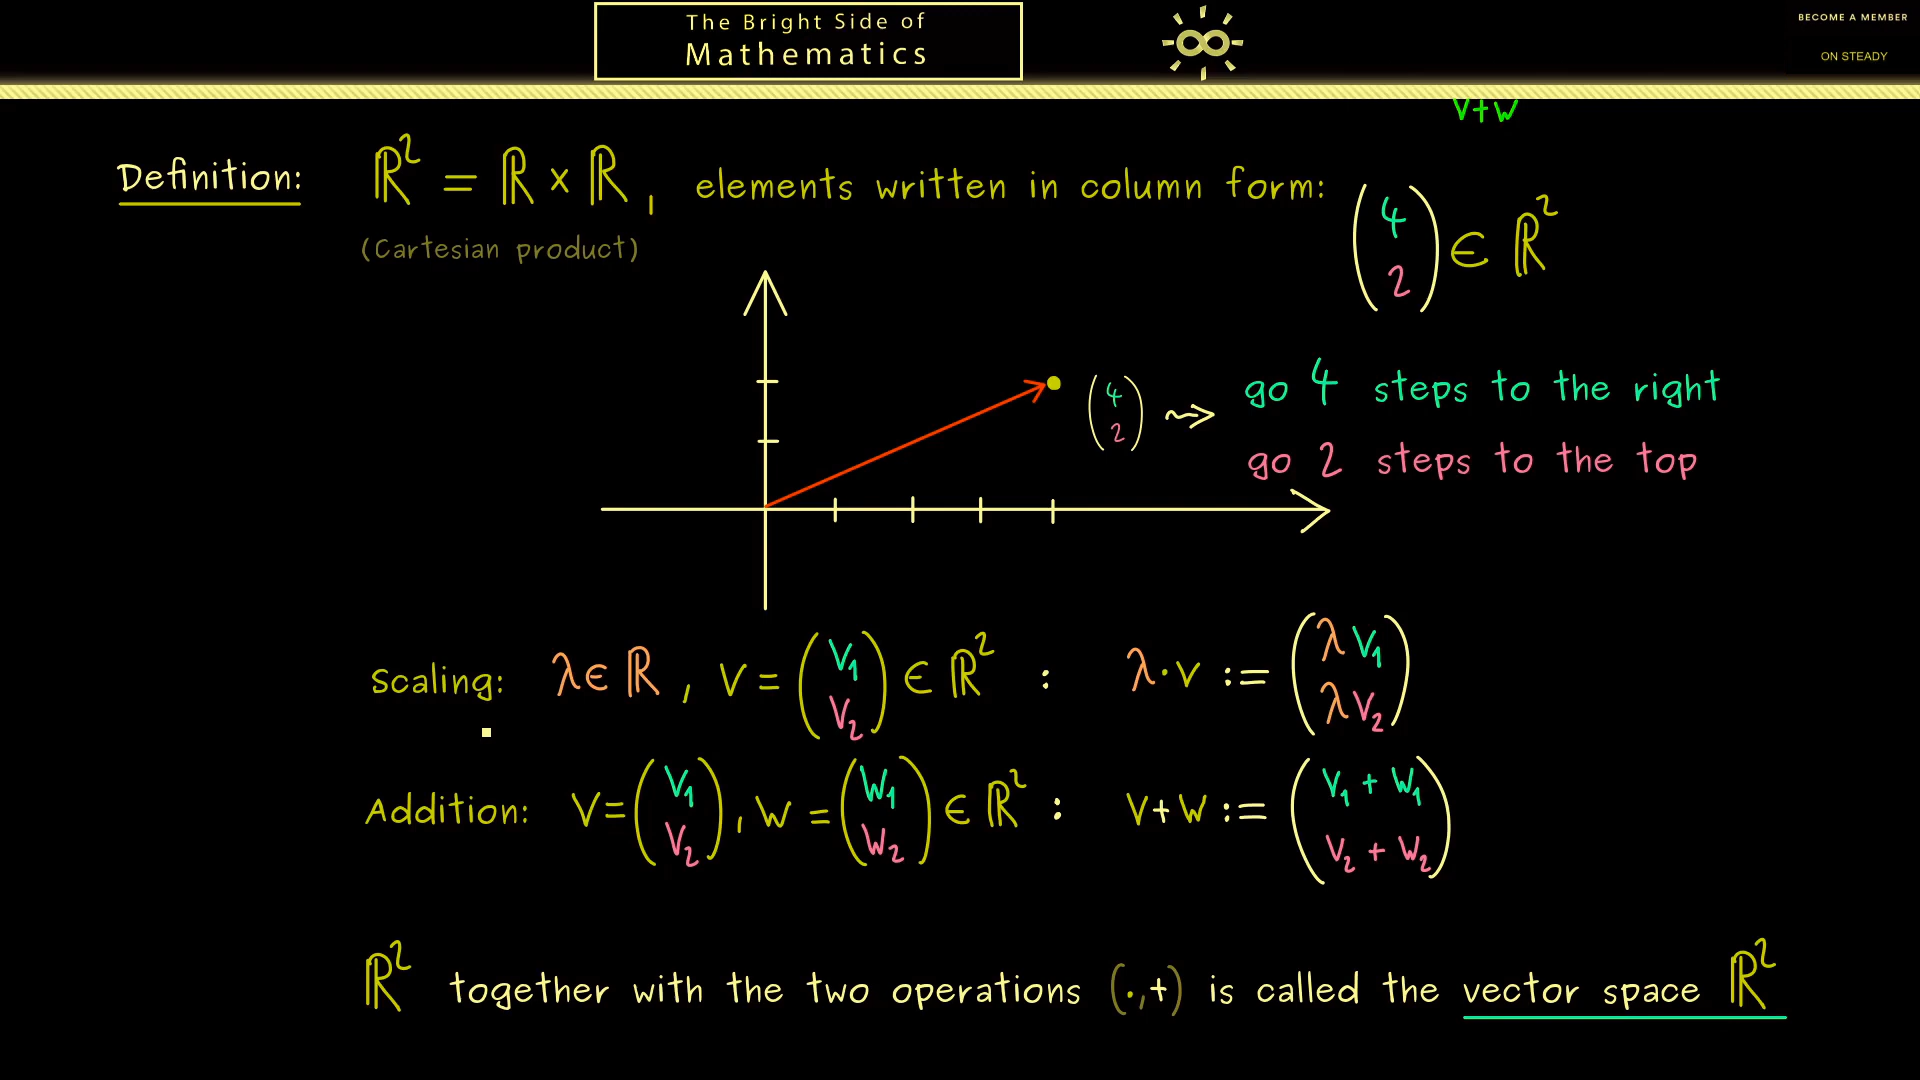 The Bright Side of
Mathematics
BECOME A MEMBER
ON STEADY
v+w
Definition: ℝ² = ℝ × ℝ, elements written in column form: (4 2) ∈ ℝ²
(Cartesian product)
(4 2) ⇝ go 4 steps to the right
go 2 steps to the top
Scaling: λ ∈ ℝ, v = (v₁ v₂) ∈ ℝ² : λ·v := (λv₁ λv₂)
Addition: v = (v₁ v₂), w = (w₁ w₂) ∈ ℝ² : v+w := (v₁ + w₁ v₂ + w₂)
ℝ² together with the two operations (·,+) is called the vector space ℝ²